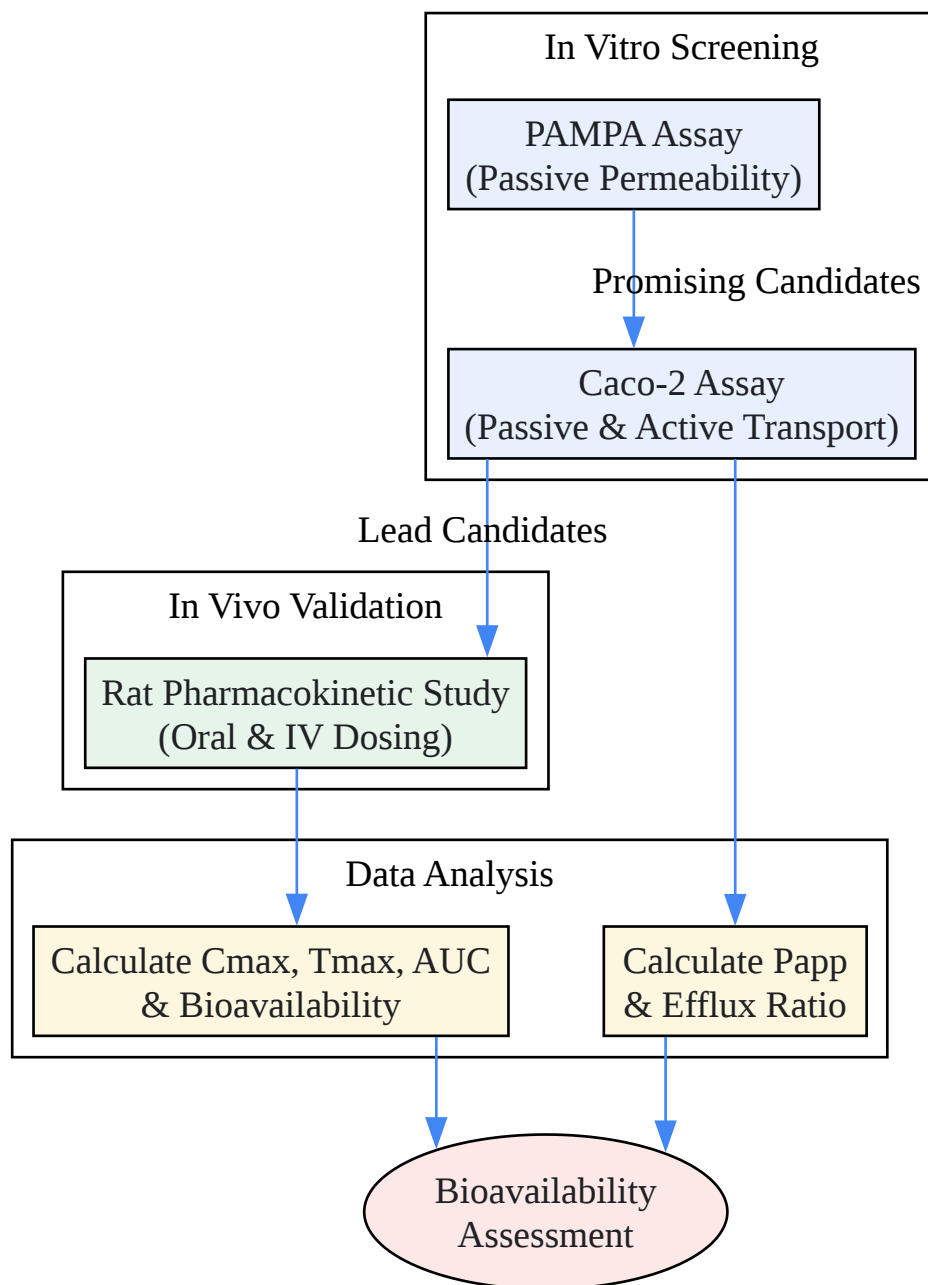 In Vitro Screening
PAMPA Assay
(Passive Permeability)
Promising Candidates
Caco-2 Assay
(Passive & Active Transport)
Lead Candidates
In Vivo Validation
Rat Pharmacokinetic Study
(Oral & IV Dosing)
Data Analysis
Calculate Cmax, Tmax, AUC
& Bioavailability
Calculate Papp
& Efflux Ratio
Bioavailability
Assessment